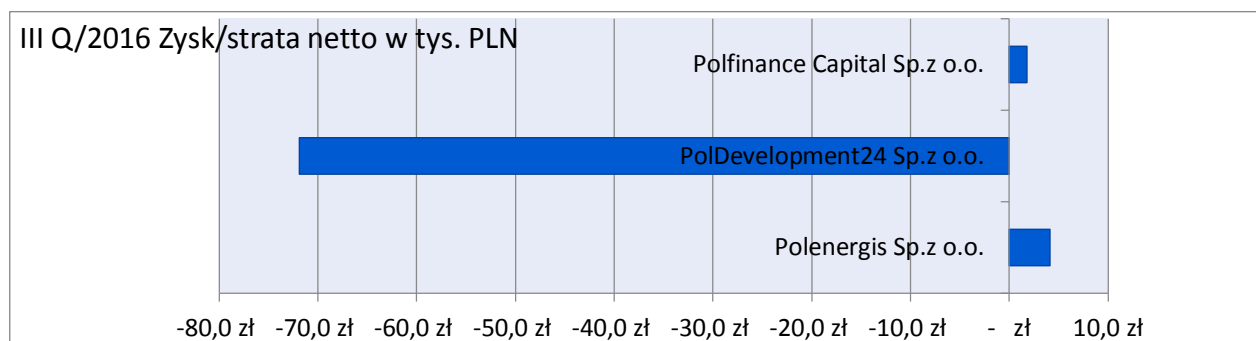 III Q/2016 Zysk/strata netto w tys. PLN
Polfinance Capital Sp.z o.o.
PolDevelopment24 Sp.z o.o.
Polenergis Sp.z o.o.
-80,0 zł -70,0 zł -60,0 zł -50,0 zł -40,0 zł -30,0 zł -20,0 zł -10,0 zł - zł 10,0 zł